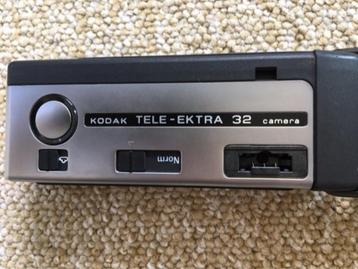 KODAK TELE-EKTRA 32 camera
Norm